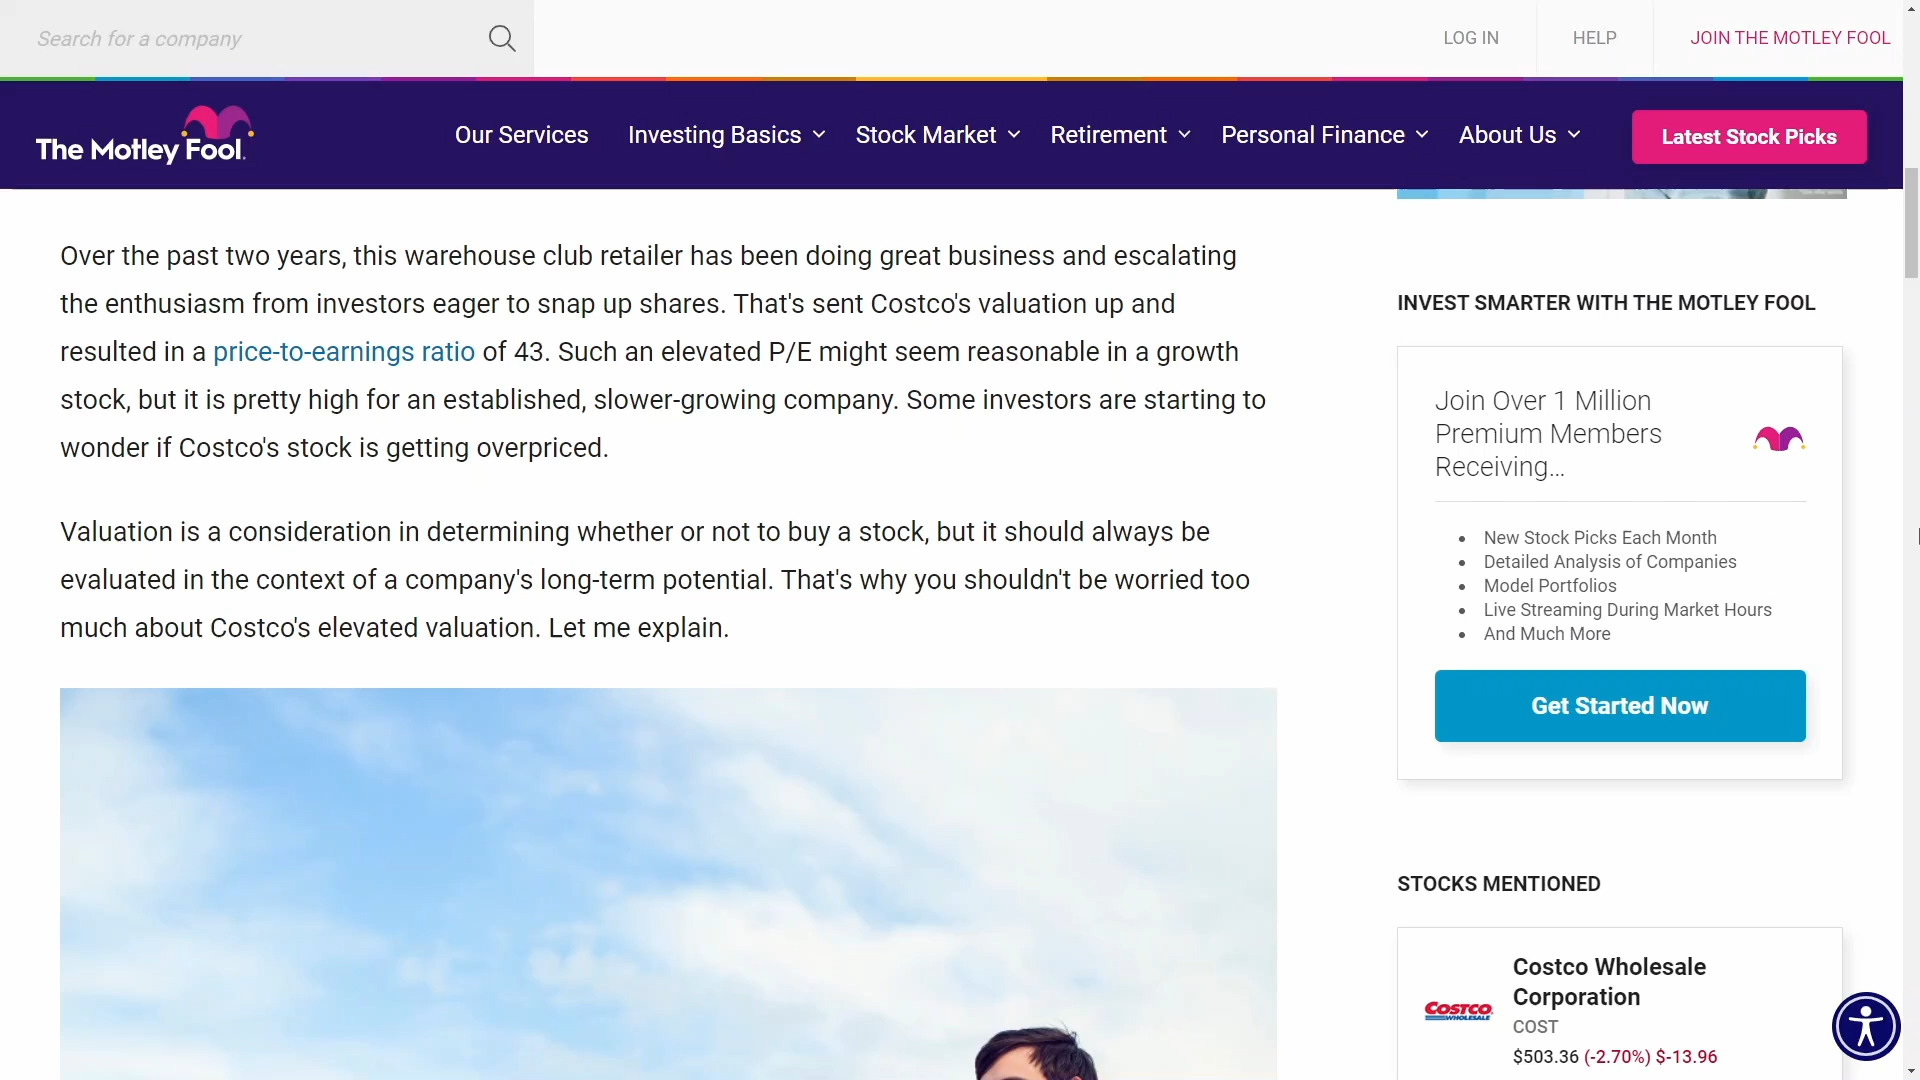 Search for a company
LOG IN
HELP
JOIN THE MOTLEY FOOL
The Motley Fool.
Our Services
Investing Basics
Stock Market
Retirement
Personal Finance
About Us
Latest Stock Picks
Over the past two years, this warehouse club retailer has been doing great business and escalating
the enthusiasm from investors eager to snap up shares. That's sent Costco's valuation up and
resulted in a price-to-earnings ratio of 43. Such an elevated P/E might seem reasonable in a growth
stock, but it is pretty high for an established, slower-growing company. Some investors are starting to
wonder if Costco's stock is getting overpriced.
Valuation is a consideration in determining whether or not to buy a stock, but it should always be
evaluated in the context of a company's long-term potential. That's why you shouldn't be worried too
much about Costco's elevated valuation. Let me explain.
INVEST SMARTER WITH THE MOTLEY FOOL
Join Over 1 Million
Premium Members
Receiving...
New Stock Picks Each Month
Detailed Analysis of Companies
Model Portfolios
Live Streaming During Market Hours
And Much More
Get Started Now
STOCKS MENTIONED
COSTCO
WHOLESALE
Costco Wholesale
Corporation
COST
$503.36 (-2.70%) $-13.96